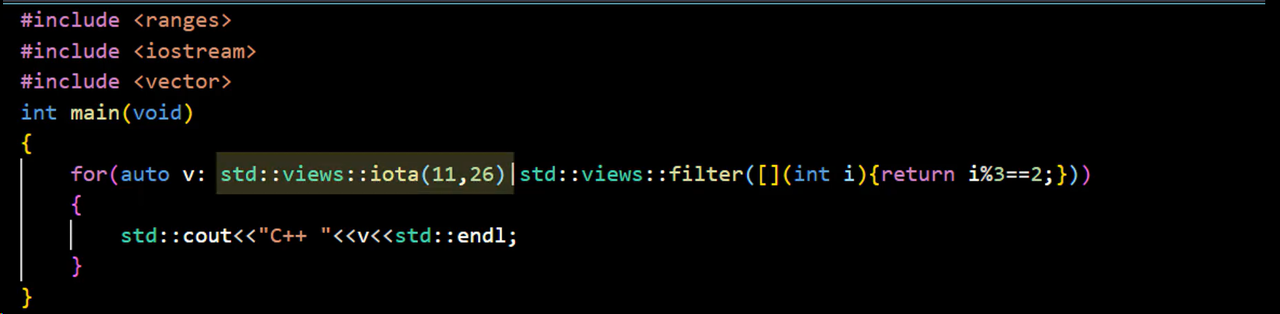 #include <ranges>
#include <iostream>
#include <vector>
int main(void)
{
for(auto v: std::views::iota(11,26)|std::views::filter([](int i){return i%3==2;}))
{
std::cout<<"C++ "<<v<<std::endl;
}
}